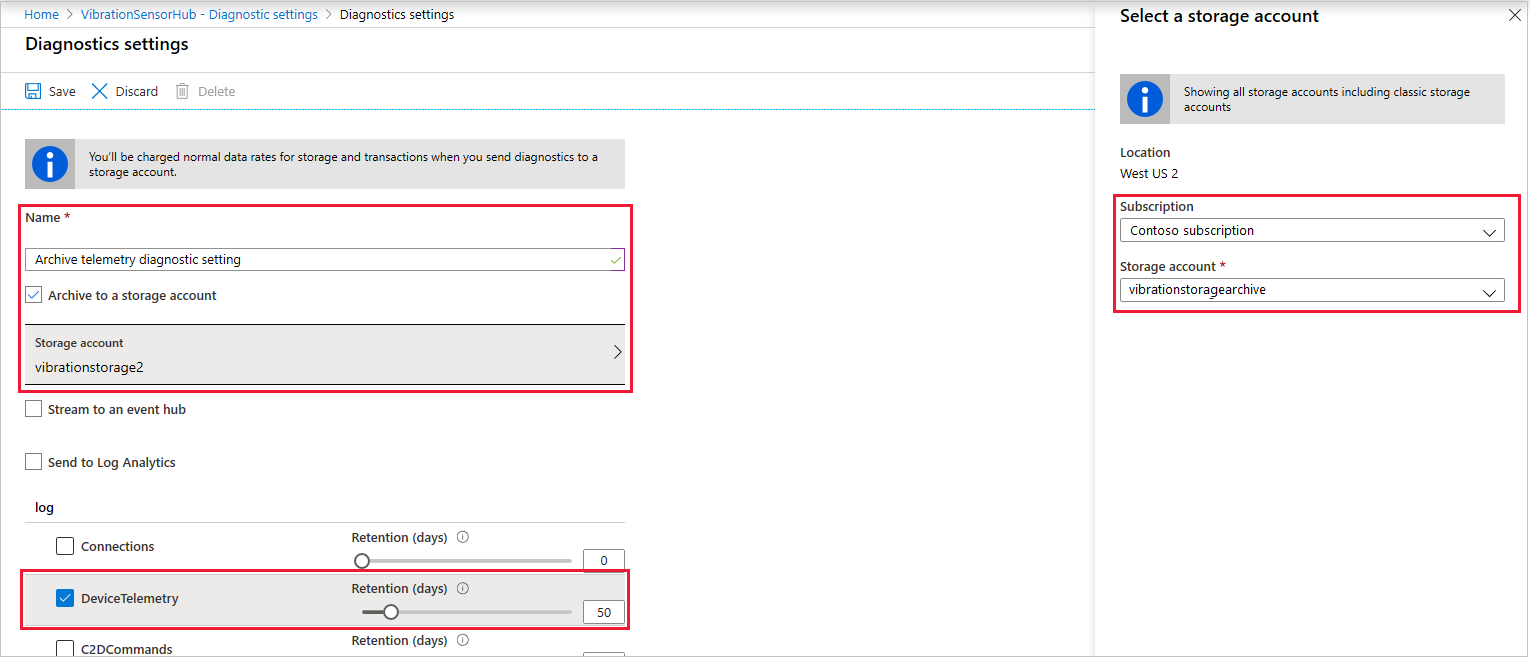 Home > VibrationSensorHub - Diagnostic settings > Diagnostics settings
Diagnostics settings
Save Discard Delete
You'll be charged normal data rates for storage and transactions when you send diagnostics to a
storage account.
Name *
Archive telemetry diagnostic setting
Archive to a storage account
Storage account
vibrationstorage2
Stream to an event hub
Send to Log Analytics
log
Connections
Retention (days)
0
DeviceTelemetry
Retention (days)
50
C2DCommands
Retention (days)
Select a storage account
Showing all storage accounts including classic storage
accounts
Location
West US 2
Subscription
Contoso subscription
Storage account *
vibrationstoragearchive